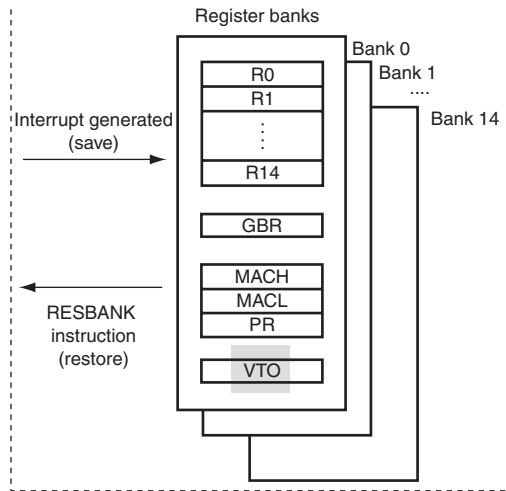 Register banks
Bank 0
Bank 1
....
Bank 14
R0
R1
R14
GBR
MACH
MACL
PR
VTO
Interrupt generated
(save)
RESBANK
instruction
(restore)